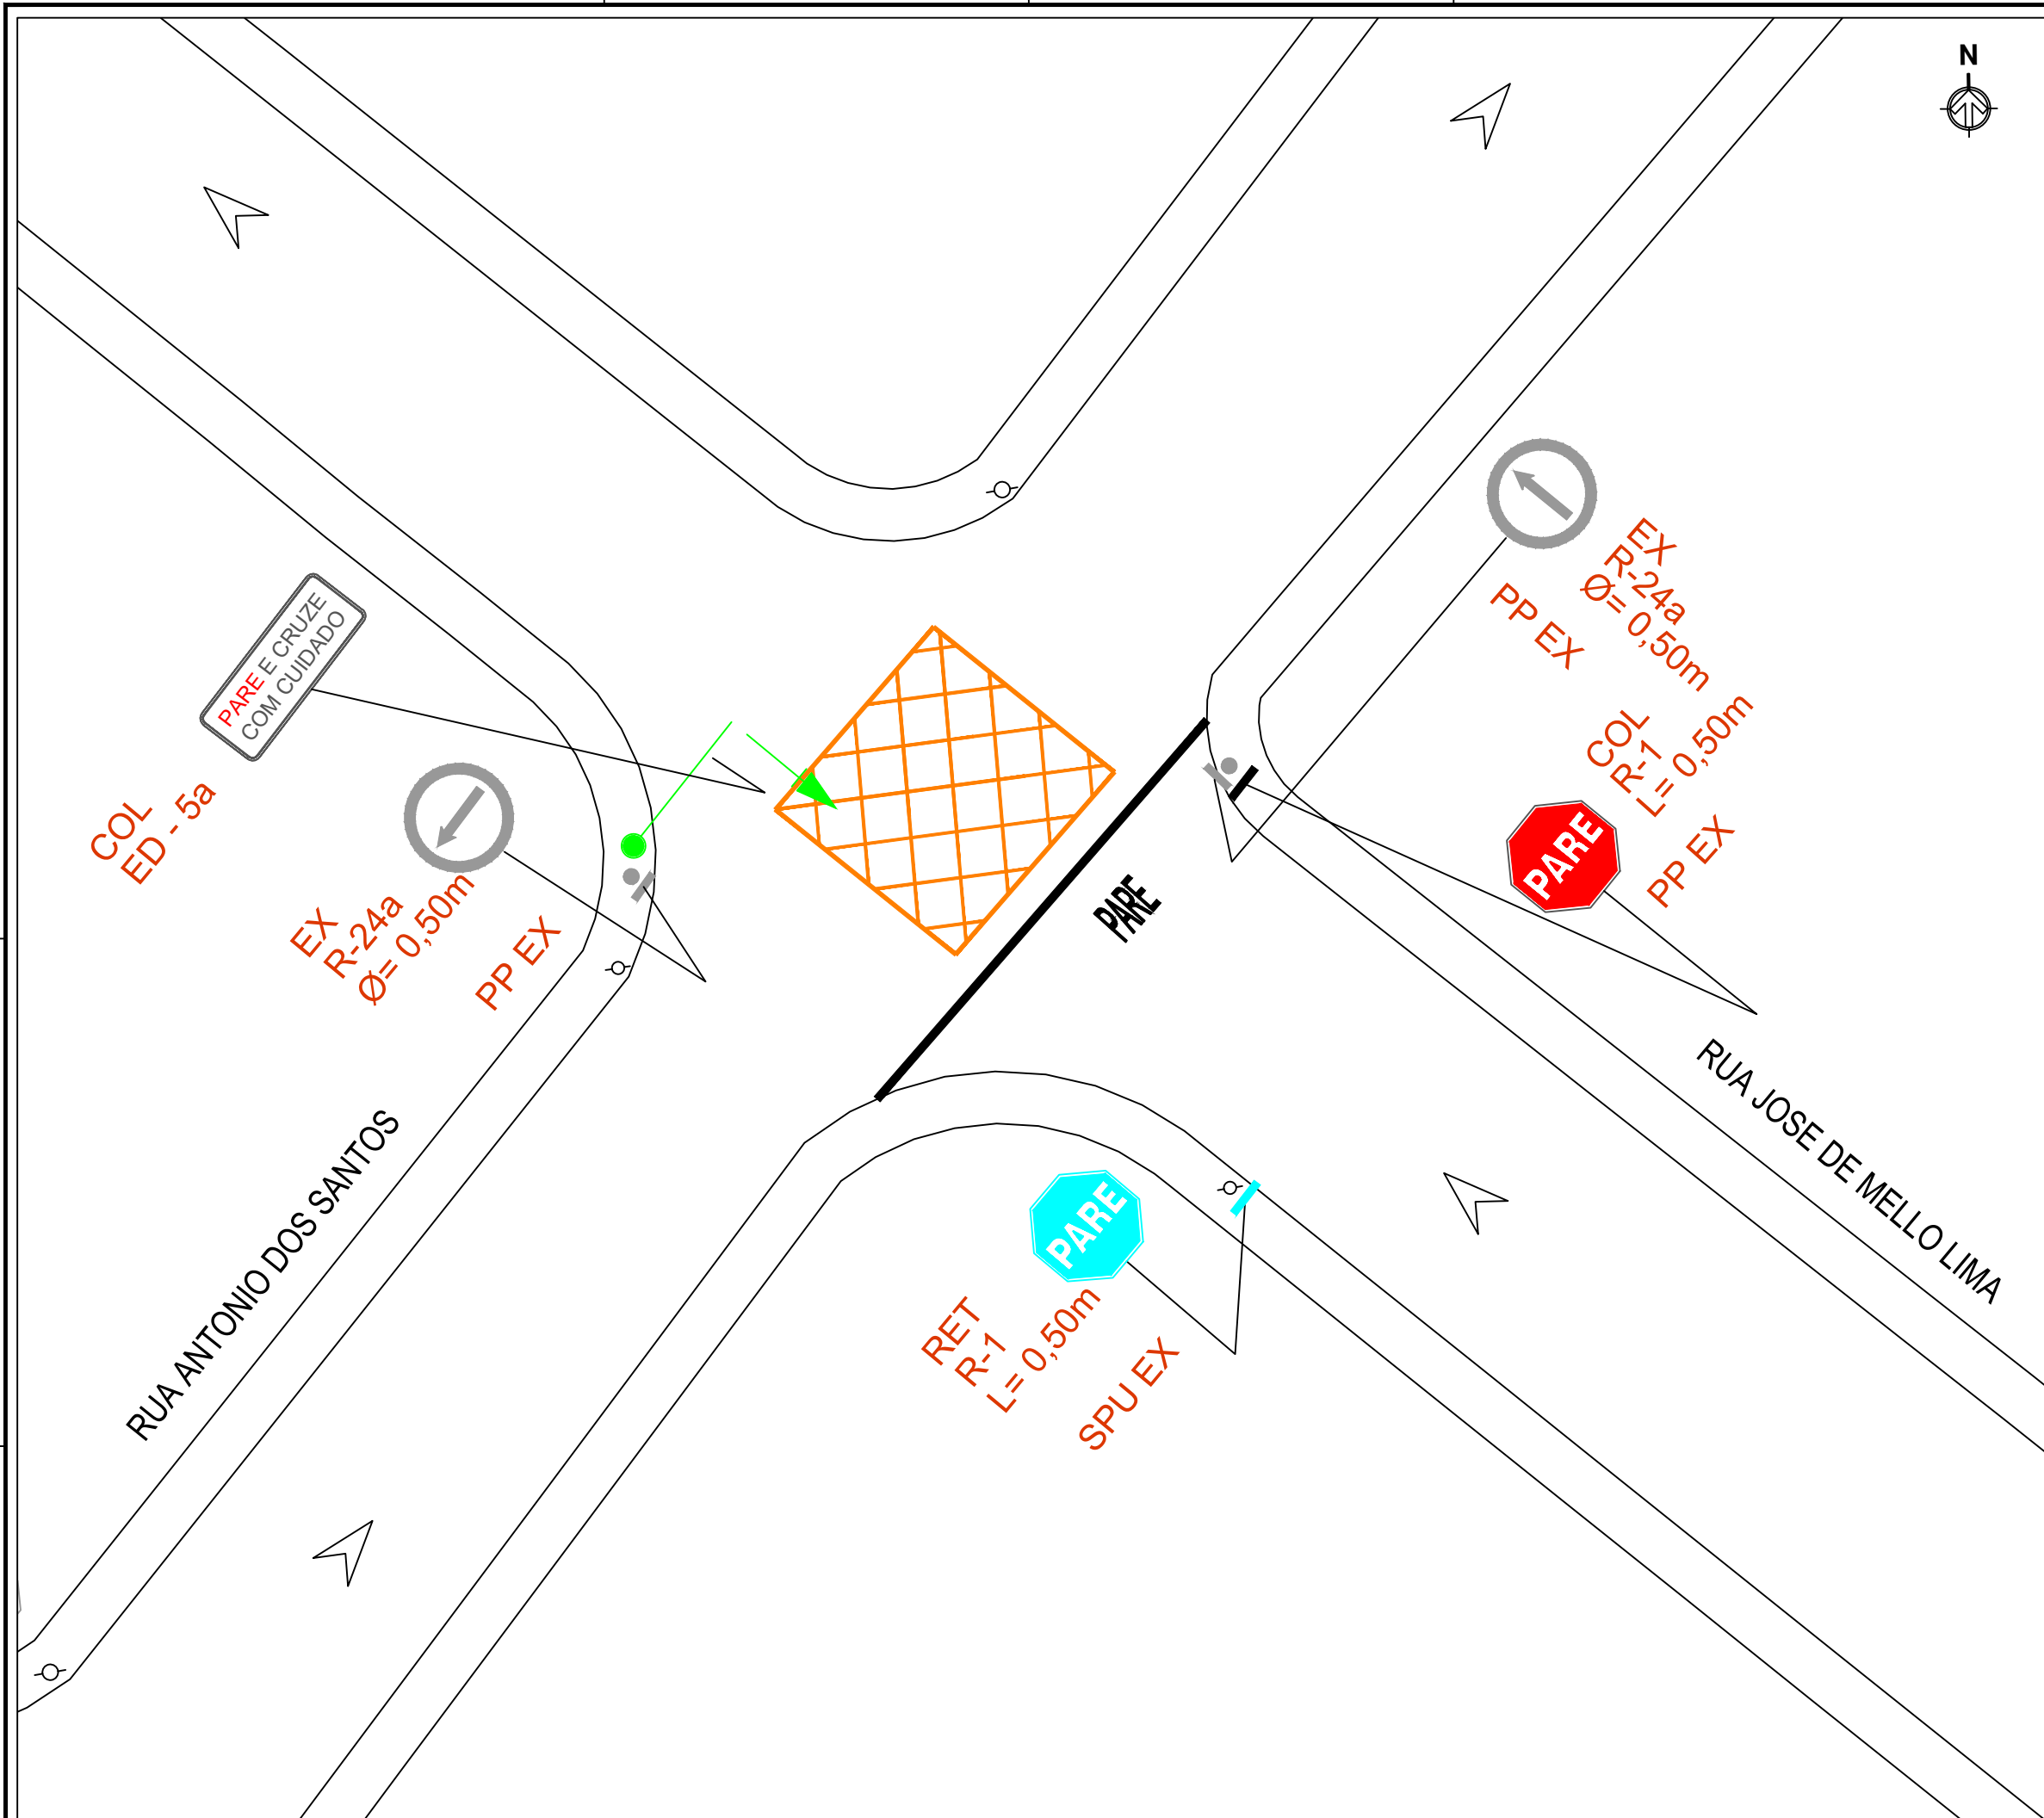 N
PARE E CRUZE
COM CUIDADO
COL
ED - 5a
EX
R-24a
Ø= 0,50m
PP EX
EX
R-24a
Ø= 0,50m
PP EX
COL
R-1
L= 0,50m
PP EX
PARE
PARE
RUA JOSE DE MELLO LIMA
RUA ANTONIO DOS SANTOS
PARE
RET
R-1
L= 0,50m
SPU EX